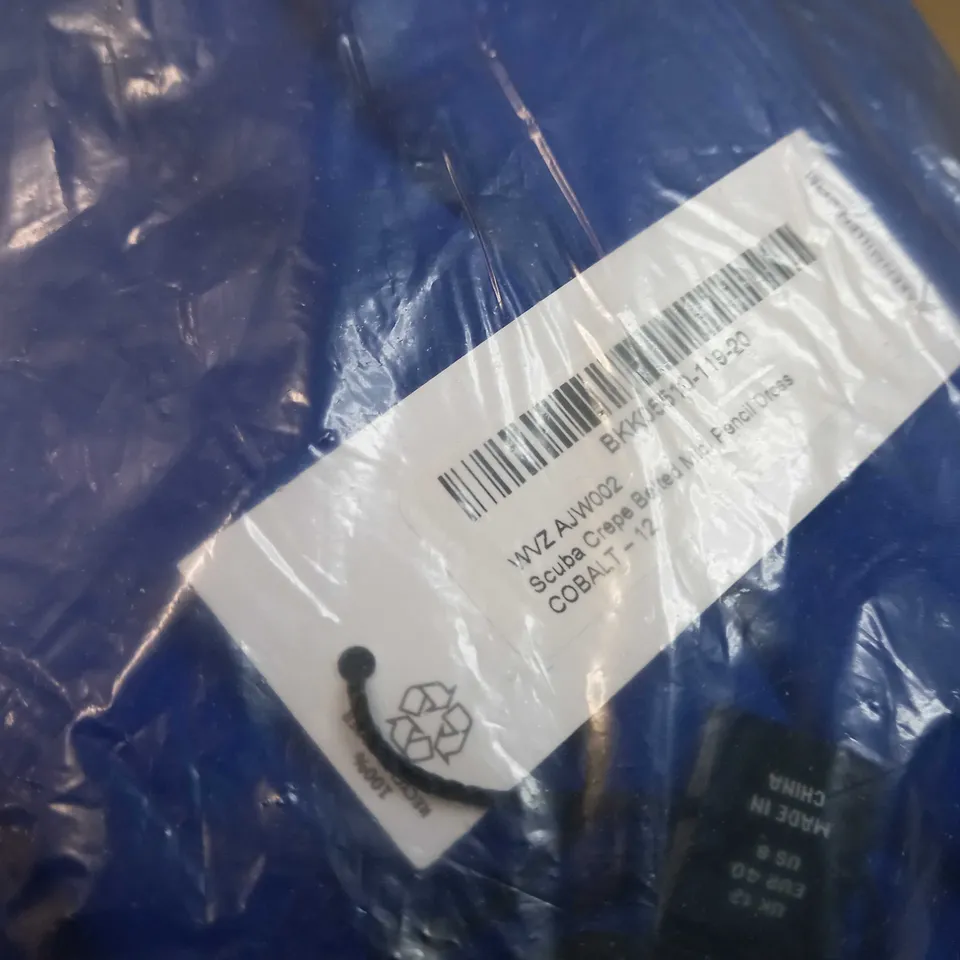 BKK05510-119-20
WVZ AJW002
Scuba Crepe Belted Midi Pencil Dress
COBALT - 12
100%
UK 12
EUR 40
US 8
MADE IN
CHINA